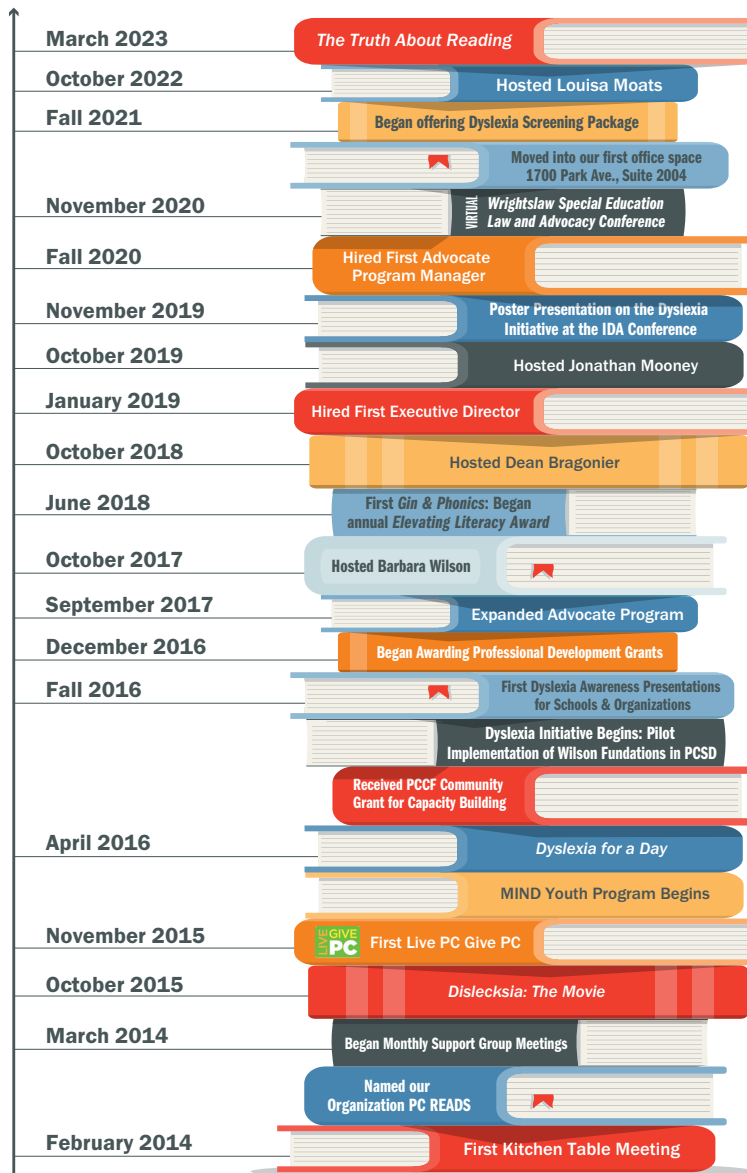 March 2023
The Truth About Reading
October 2022
Hosted Louisa Moats
Fall 2021
Began offering Dyslexia Screening Package
Moved into our first office space
1700 Park Ave., Suite 2004
November 2020
VIRTUAL
Wrightslaw Special Education
Law and Advocacy Conference
Fall 2020
Hired First Advocate
Program Manager
November 2019
Poster Presentation on the Dyslexia
Initiative at the IDA Conference
October 2019
Hosted Jonathan Mooney
January 2019
Hired First Executive Director
October 2018
Hosted Dean Bragonier
June 2018
First Gin & Phonics: Began
annual Elevating Literacy Award
October 2017
Hosted Barbara Wilson
September 2017
Expanded Advocate Program
December 2016
Began Awarding Professional Development Grants
Fall 2016
First Dyslexia Awareness Presentations
for Schools & Organizations
Dyslexia Initiative Begins: Pilot
Implementation of Wilson Fundations in PCSD
Received PCCF Community
Grant for Capacity Building
April 2016
Dyslexia for a Day
MIND Youth Program Begins
November 2015
LIVE GIVE
PC
First Live PC Give PC
October 2015
Dislecksia: The Movie
March 2014
Began Monthly Support Group Meetings
Named our
Organization PC READS
February 2014
First Kitchen Table Meeting